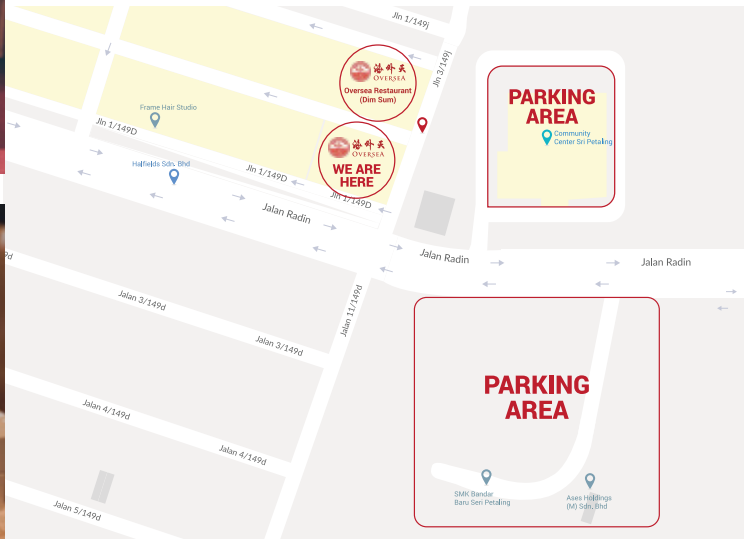 Jln 1/149j
Jln 3/149j
海外天
OVERSEA
Oversea Restaurant
(Dim Sum)
PARKING
AREA
Community
Center Sri Petaling
Frame Hair Studio
Jln 1/149D
海外天
OVERSEA
WE ARE
HERE
Halfields Sdn. Bhd
Jln 1/149D
Jln 1/149D
Jalan Radin
Jalan Radin
Jalan Radin
9d
Jalan 3/149d
Jalan 11/149d
Jalan 3/149d
PARKING
AREA
Jalan 4/149d
Jalan 4/149d
SMK Bandar
Baru Seri Petaling
Ases Holdings
(M) Sdn. Bhd
Jalan 5/149d